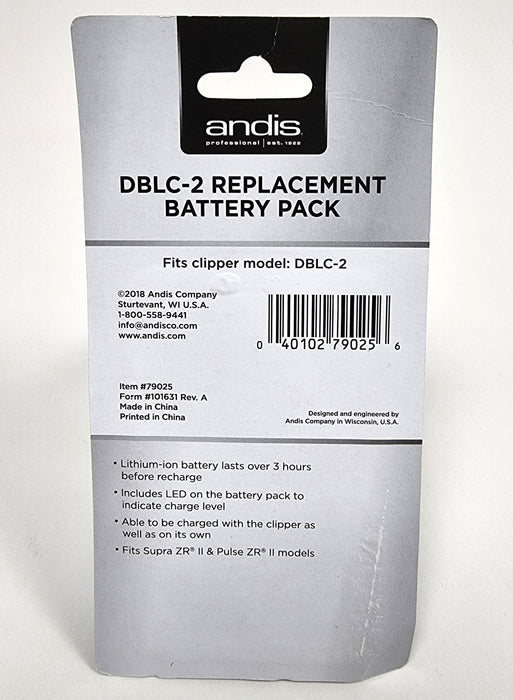 andis
professional | est. 1922
DBLC-2 REPLACEMENT
BATTERY PACK
Fits clipper model: DBLC-2
©2018 Andis Company
Sturtevant, WI U.S.A.
1-800-558-9441
info@andisco.com
www.andis.com
0 40102 79025 6
Item #79025
Form #101631 Rev. A
Made in China
Printed in China
Designed and engineered by
Andis Company in Wisconsin, U.S.A.
• Lithium-ion battery lasts over 3 hours
before recharge
• Includes LED on the battery pack to
indicate charge level
• Able to be charged with the clipper as
well as on its own
• Fits Supra ZR® II & Pulse ZR® II models